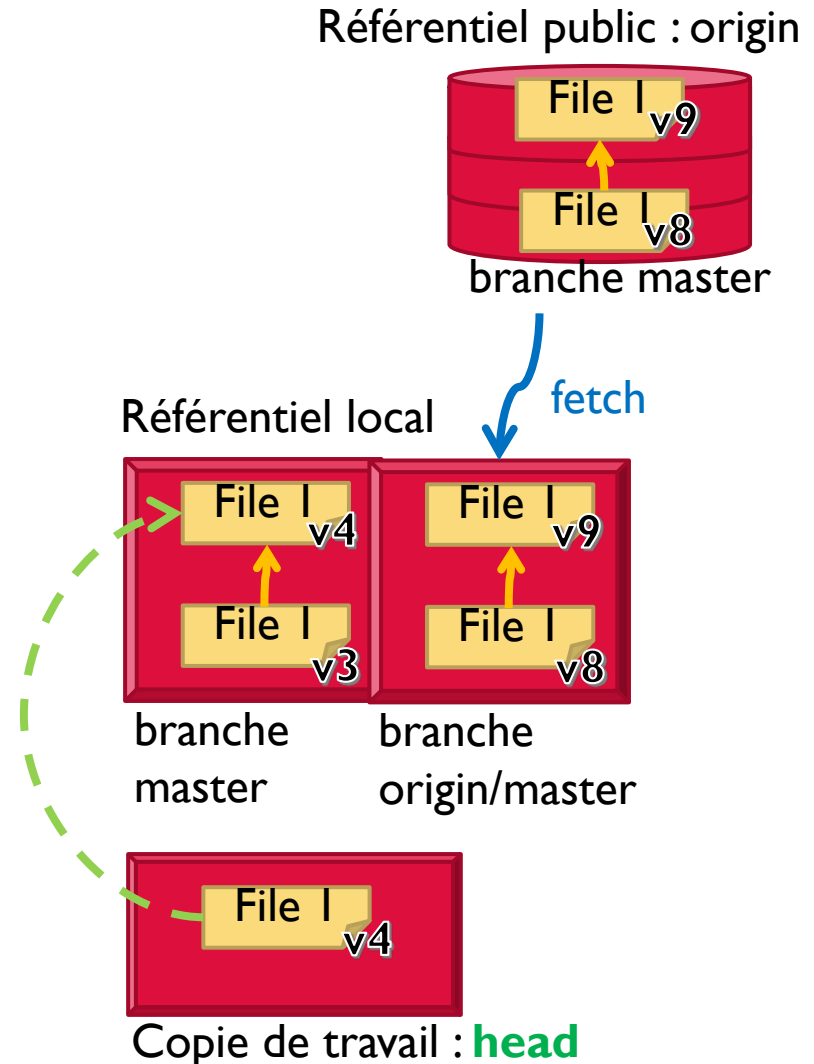 Référentiel public : origin
File 1
v9
File 1
v8
branche master
fetch
Référentiel local
File 1
v4
File 1
v9
File 1
v3
File 1
v8
branche
master
branche
origin/master
File 1
v4
Copie de travail : head